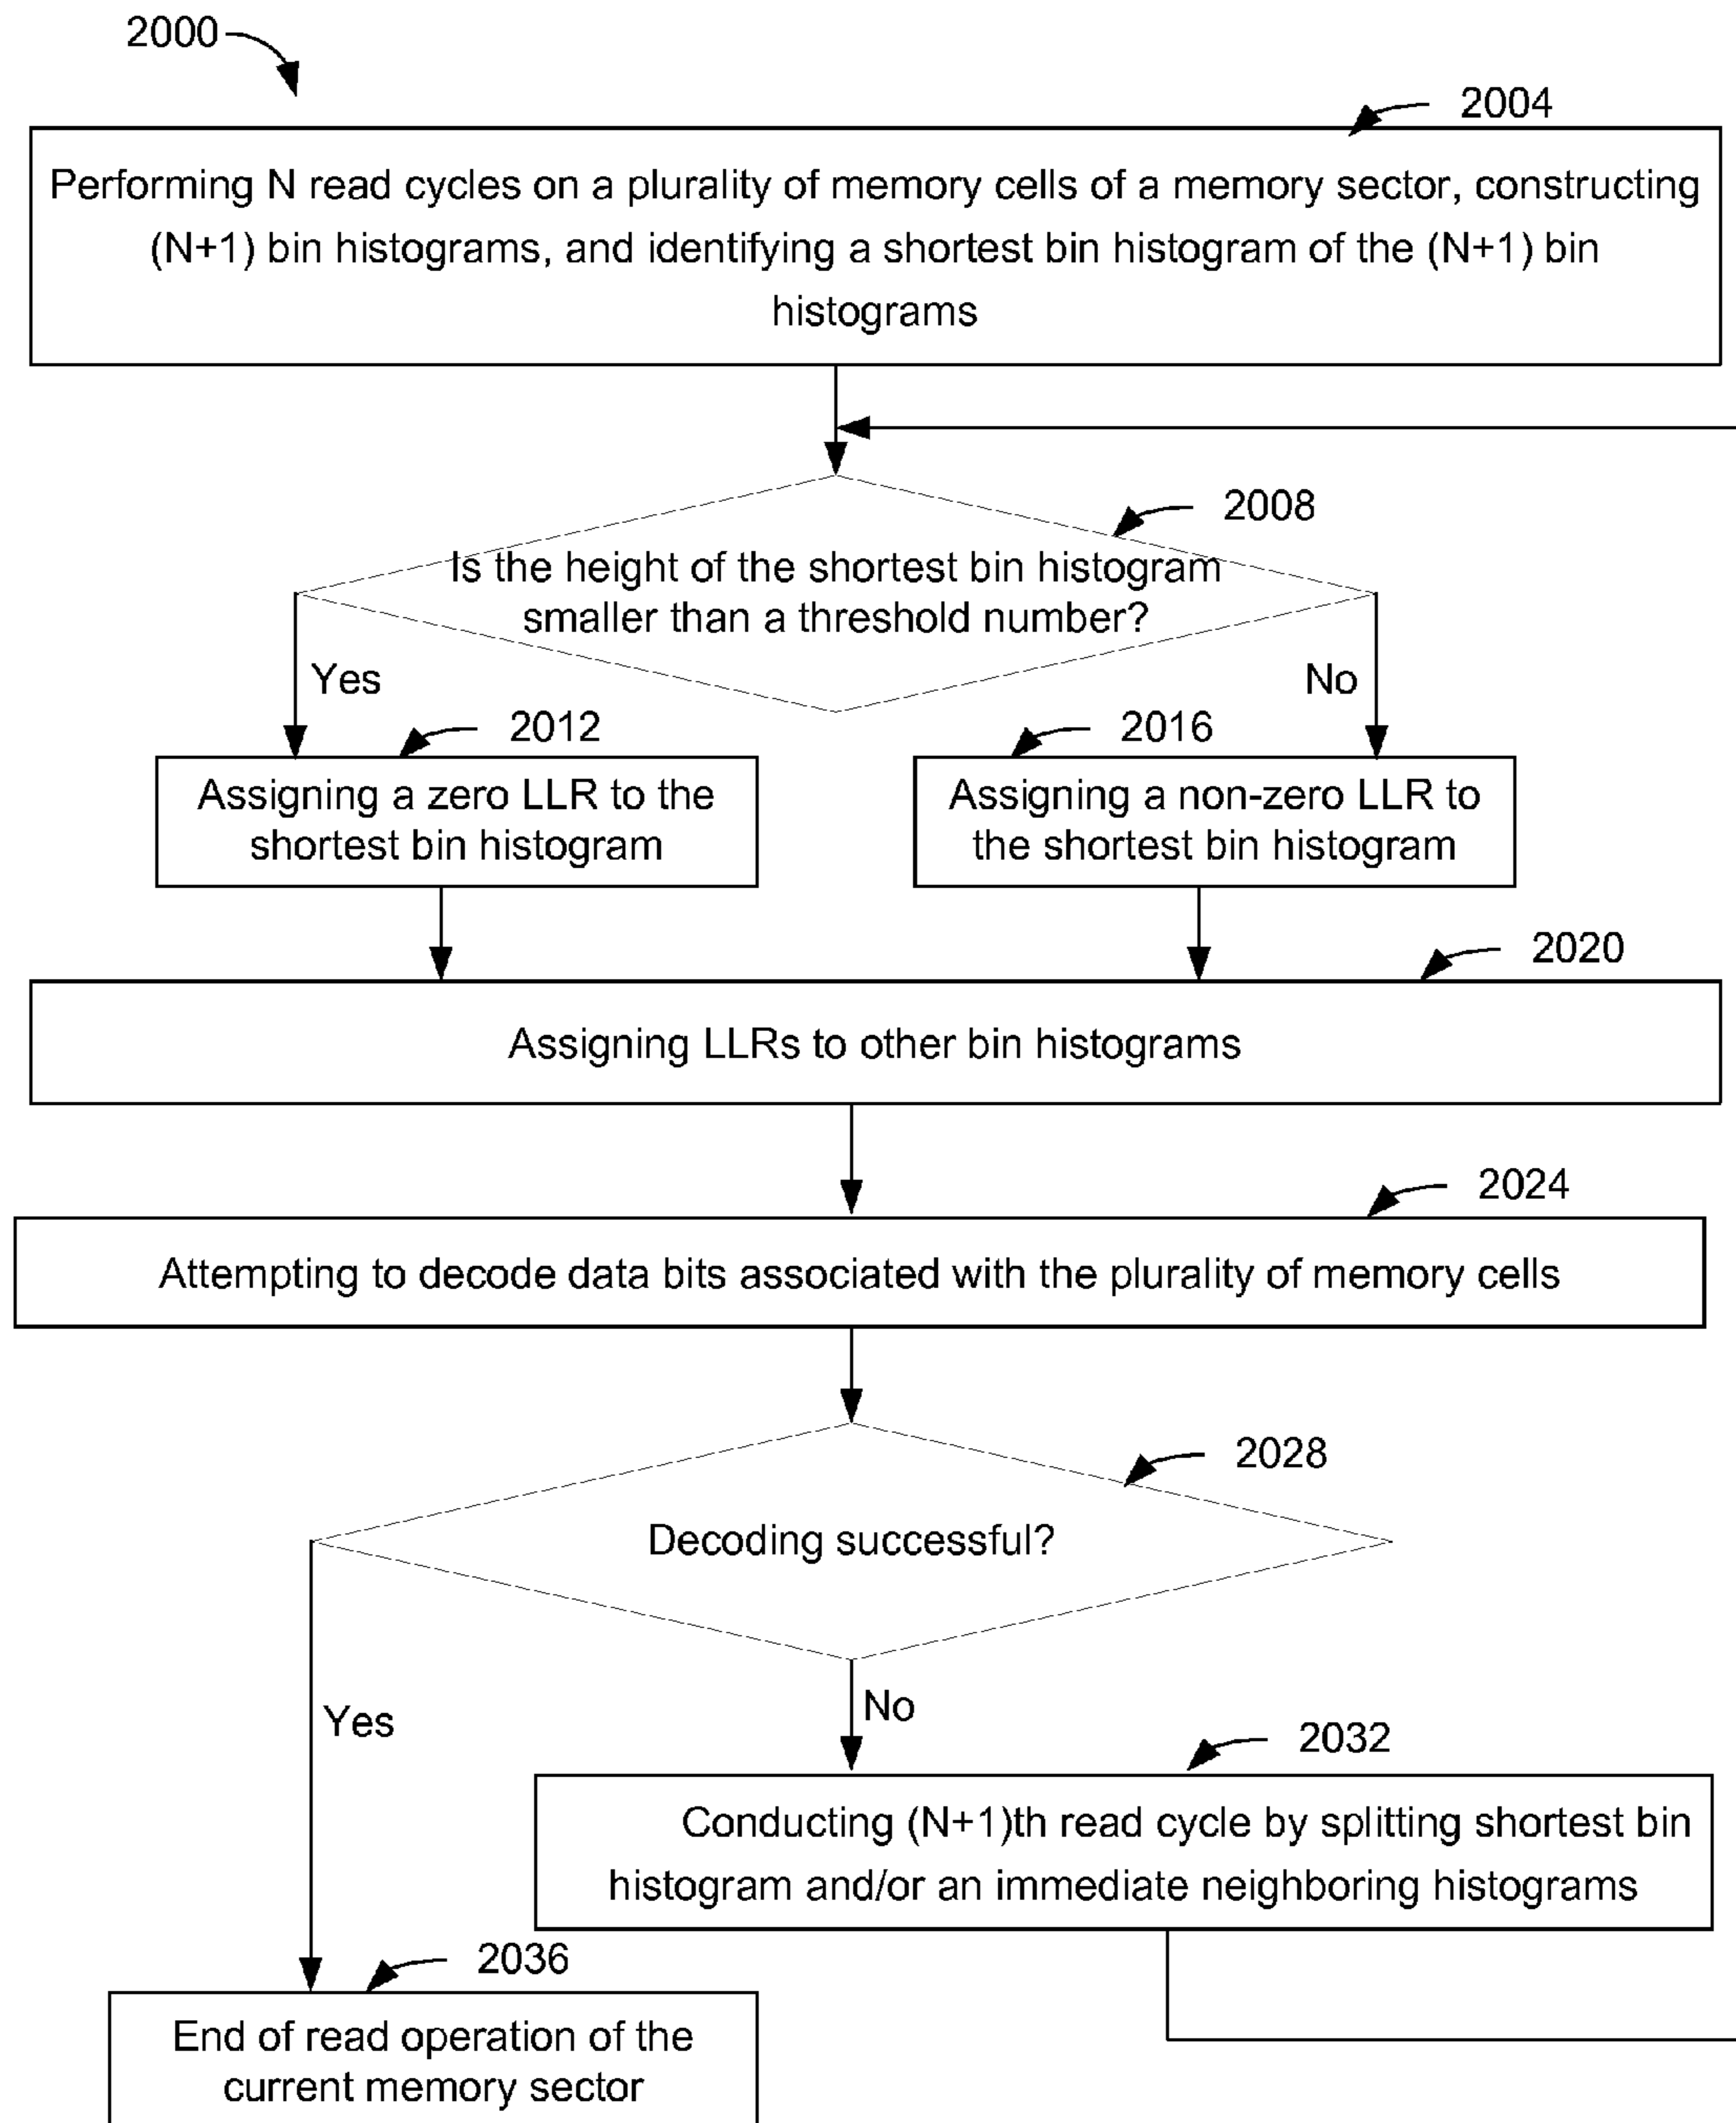 2000
2004
Performing N read cycles on a plurality of memory cells of a memory sector, constructing
(N+1) bin histograms, and identifying a shortest bin histogram of the (N+1) bin
histograms
2008
Is the height of the shortest bin histogram
smaller than a threshold number?
Yes
No
2012
2016
Assigning a zero LLR to the
shortest bin histogram
Assigning a non-zero LLR to
the shortest bin histogram
2020
Assigning LLRs to other bin histograms
2024
Attempting to decode data bits associated with the plurality of memory cells
2028
Decoding successful?
No
Yes
2032
Conducting (N+1)th read cycle by splitting shortest bin
histogram and/or an immediate neighboring histograms
2036
End of read operation of the
current memory sector